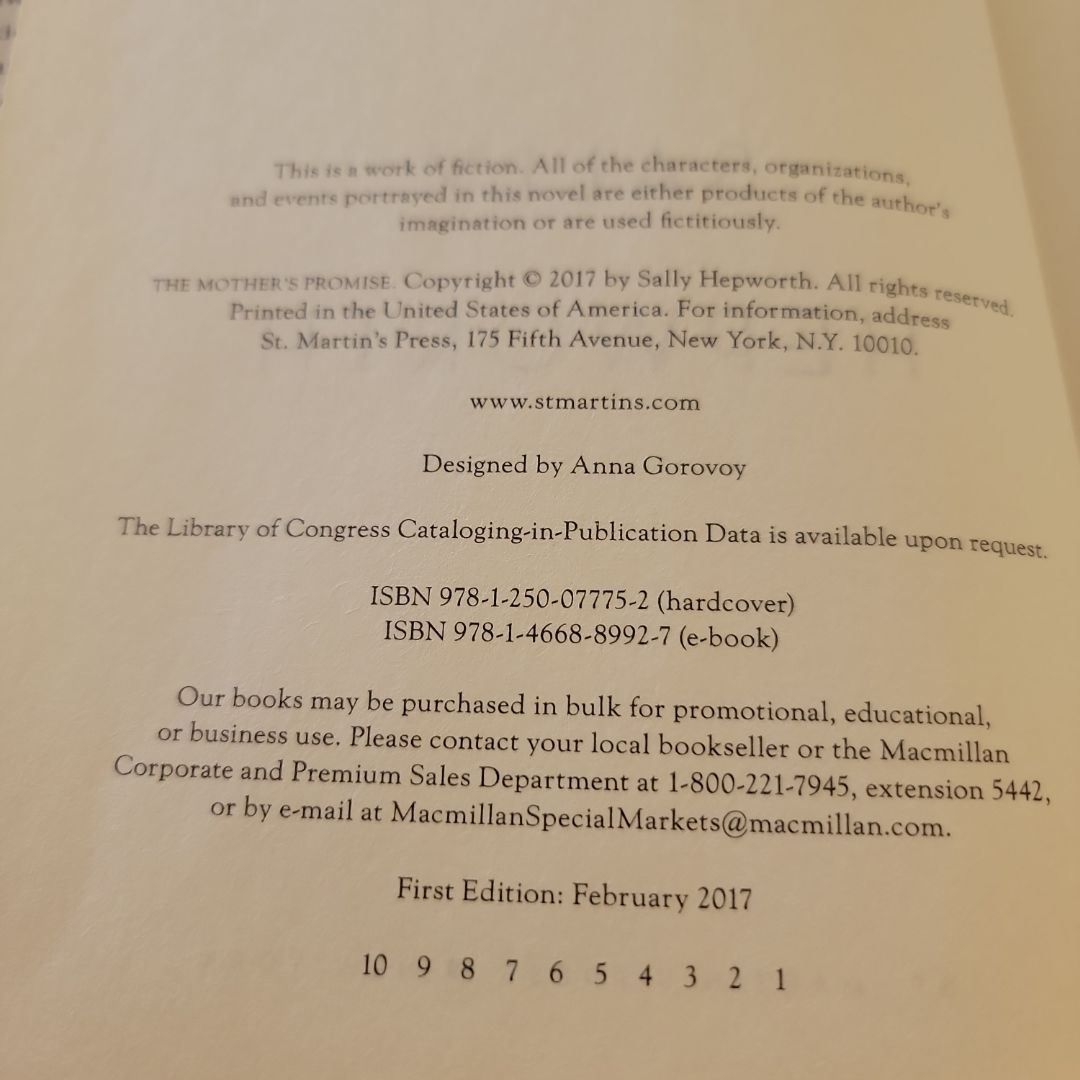 This is a work of fiction. All of the characters, organizations,
and events portrayed in this novel are either products of the author's
imagination or are used fictitiously.
THE MOTHER'S PROMISE. Copyright © 2017 by Sally Hepworth. All rights reserved.
Printed in the United States of America. For information, address
St. Martin's Press, 175 Fifth Avenue, New York, N.Y. 10010.
www.stmartins.com
Designed by Anna Gorovoy
The Library of Congress Cataloging-in-Publication Data is available upon request.
ISBN 978-1-250-07775-2 (hardcover)
ISBN 978-1-4668-8992-7 (e-book)
Our books may be purchased in bulk for promotional, educational,
or business use. Please contact your local bookseller or the Macmillan
Corporate and Premium Sales Department at 1-800-221-7945, extension 5442,
or by e-mail at MacmillanSpecialMarkets@macmillan.com.
First Edition: February 2017
10 9 8 7 6 5 4 3 2 1